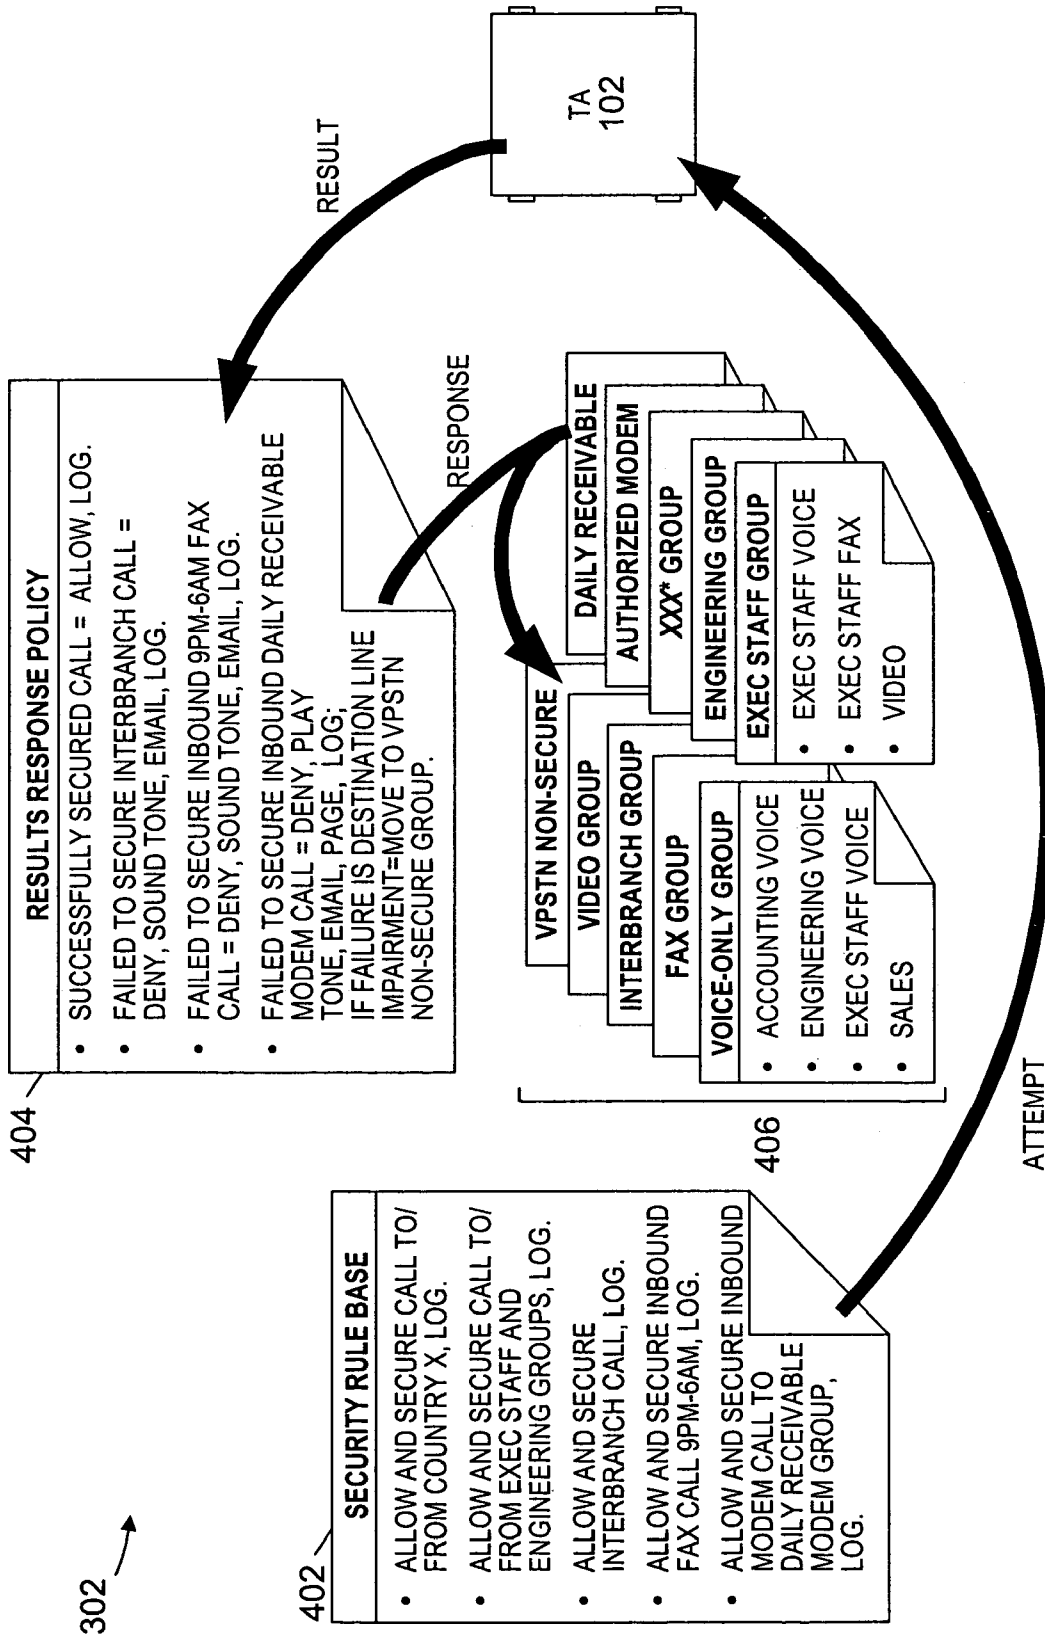 302
402
SECURITY RULE BASE
• ALLOW AND SECURE CALL TO/
FROM COUNTRY X, LOG.
• ALLOW AND SECURE CALL TO/
FROM EXEC STAFF AND
ENGINEERING GROUPS, LOG.
• ALLOW AND SECURE
INTERBRANCH CALL, LOG.
• ALLOW AND SECURE INBOUND
FAX CALL 9PM-6AM, LOG.
• ALLOW AND SECURE INBOUND
MODEM CALL TO
DAILY RECEIVABLE
MODEM GROUP,
LOG.
404
RESULTS RESPONSE POLICY
• SUCCESSFULLY SECURED CALL = ALLOW, LOG.
• FAILED TO SECURE INTERBRANCH CALL =
DENY, SOUND TONE, EMAIL, LOG.
• FAILED TO SECURE INBOUND 9PM-6AM FAX
CALL = DENY, SOUND TONE, EMAIL, LOG.
• FAILED TO SECURE INBOUND DAILY RECEIVABLE
MODEM CALL = DENY, PLAY
TONE, EMAIL, PAGE, LOG;
IF FAILURE IS DESTINATION LINE
IMPAIRMENT=MOVE TO VPSTN
NON-SECURE GROUP.
RESULT
TA
102
RESPONSE
406
VPSTN NON-SECURE
VIDEO GROUP
INTERBRANCH GROUP
FAX GROUP
VOICE-ONLY GROUP
• ACCOUNTING VOICE
• ENGINEERING VOICE
• EXEC STAFF VOICE
• SALES
DAILY RECEIVABLE
AUTHORIZED MODEM
XXX* GROUP
ENGINEERING GROUP
EXEC STAFF GROUP
• EXEC STAFF VOICE
• EXEC STAFF FAX
• VIDEO
ATTEMPT